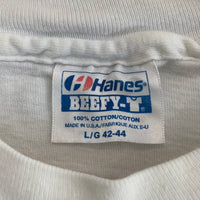 Hanes®
BEEFY-T®
100% COTTON/COTON
MADE IN U.S.A./FABRIQUE AUX É-U
L/G 42-44